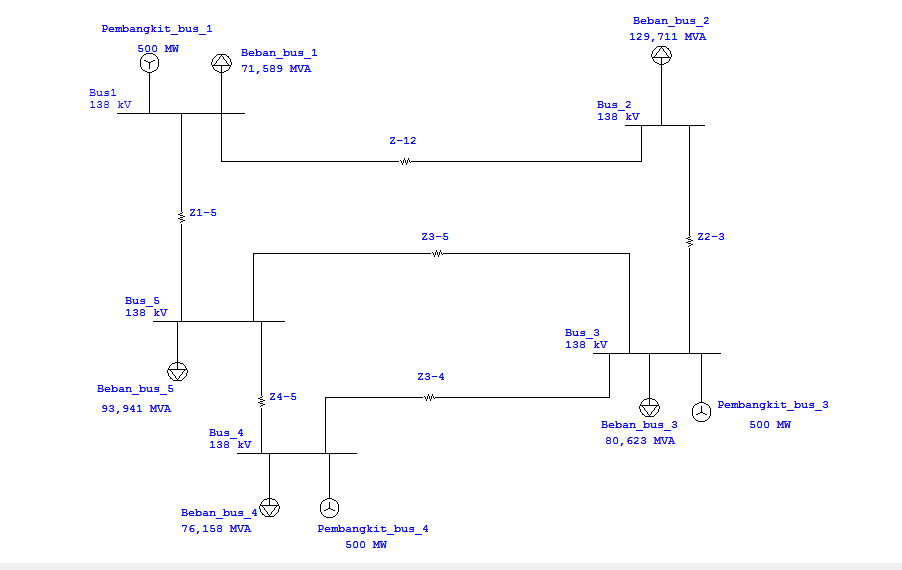 Pembangkit_bus_1
500 MW
Beban_bus_1
71,589 MVA
Beban_bus_2
129,711 MVA
Bus1
138 kV
Bus_2
138 kV
Z-12
Z1-5
Z3-5
Z2-3
Bus_5
138 kV
Bus_3
138 kV
Z3-4
Beban_bus_5
93,941 MVA
Z4-5
Pembangkit_bus_3
500 MW
Beban_bus_3
80,623 MVA
Bus_4
138 kV
Beban_bus_4
76,158 MVA
Pembangkit_bus_4
500 MW